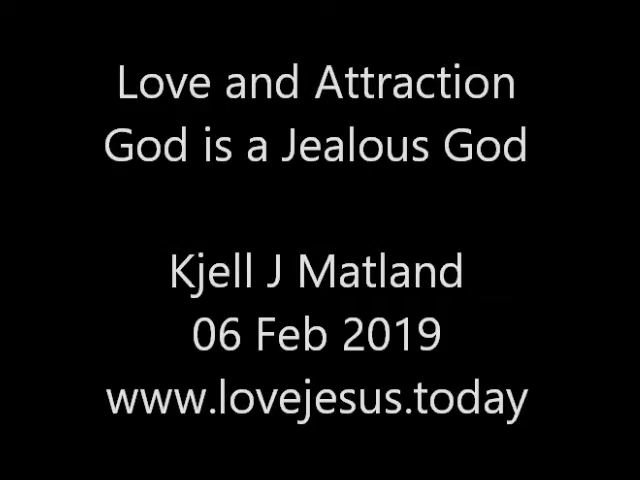 Love and Attraction
God is a Jealous God
Kjell J Matland
06 Feb 2019
www.lovejesus.today